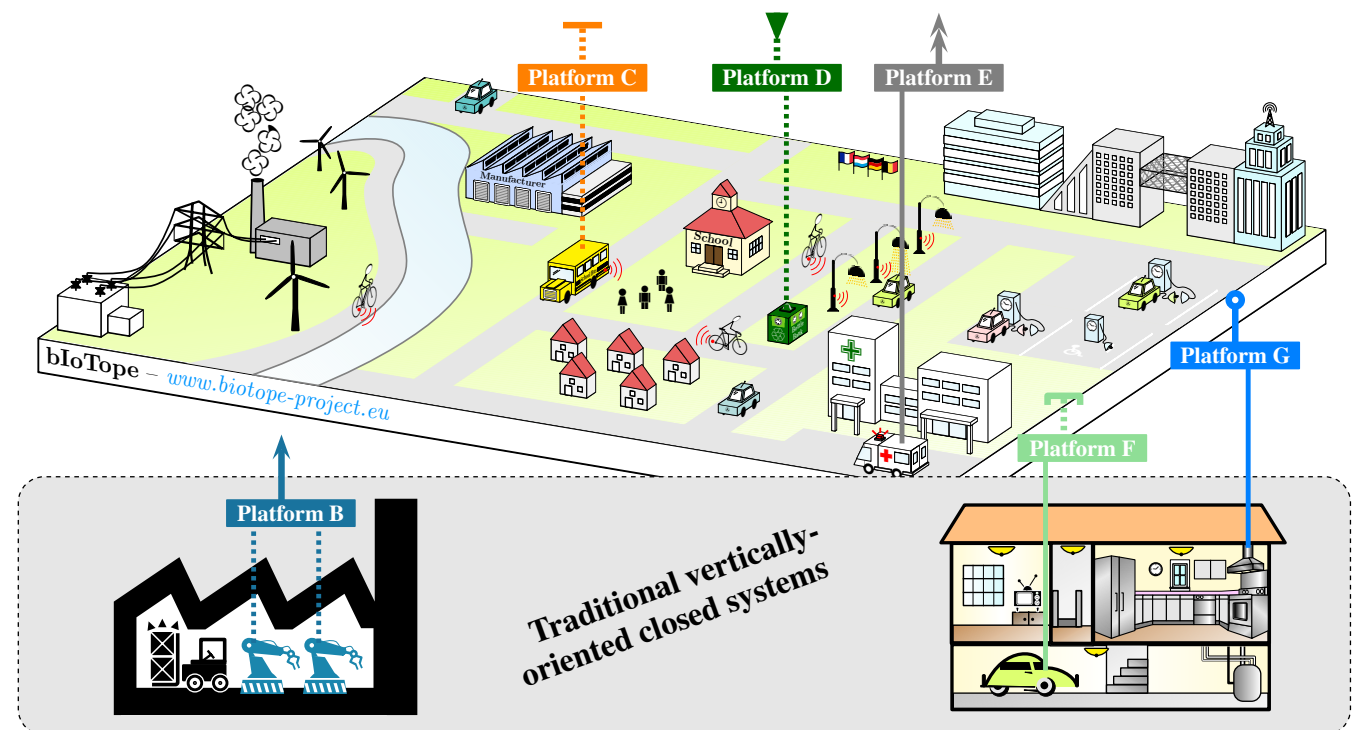 Platform C
Platform D
Platform E
Manufacturer
School
Platform G
bIoTope – www.biotope-project.eu
Platform F
Platform B
Traditional vertically-
oriented closed systems